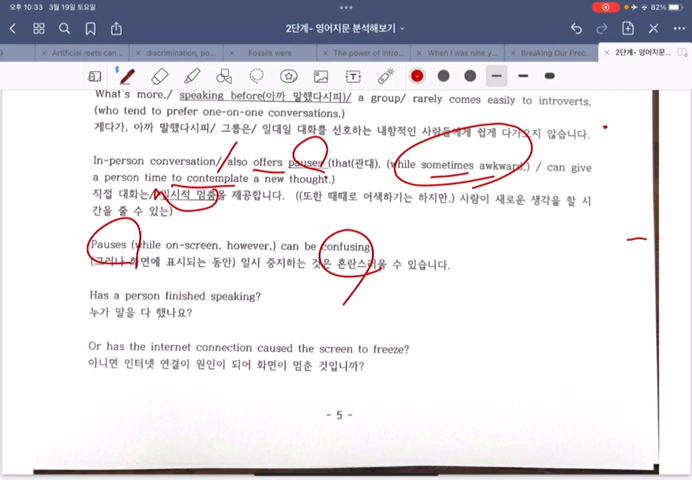 오후 10:33 3월 19일 토요일
82%
2단계- 영어지문 분석해보기
9
Artificial reefs can...
discrimination, po...
Fossils were
The power of Intro...
When I was nine y...
Breaking Our Prec...
2단계- 영어지문...
What's more,/ speaking before(아까 말했다시피)/ a group/ rarely comes easily to introverts,
(who tend to prefer one-on-one conversations.)
게다가, 아까 말했다시피/ 그룹은/ 일대일 대화를 선호하는 내향적인 사람들에게 쉽게 다가오지 않습니다.
In-person conversation/ also offers pauses (that(관대), (while sometimes awkward,) / can give
a person time to contemplate a new thought.)
직접 대화는/ 일시적 멈춤을 제공합니다. ((또한 때때로 어색하기는 하지만,) 사람이 새로운 생각을 할 시
간을 줄 수 있는)
Pauses (while on-screen, however,) can be confusing.
(그러나 화면에 표시되는 동안) 일시 중지하는 것은 혼란스러울 수 있습니다.
Has a person finished speaking?
누가 말을 다 했나요?
Or has the internet connection caused the screen to freeze?
아니면 인터넷 연결이 원인이 되어 화면이 멈춘 것입니까?
- 5 -